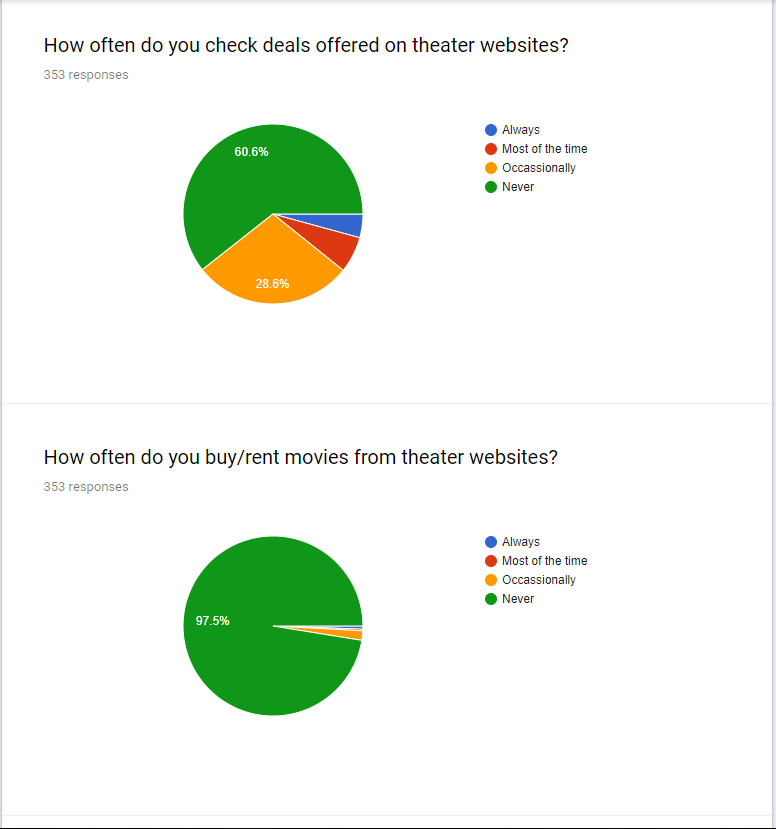 How often do you check deals offered on theater websites?
353 responses
60.6%
28.6%
Always
Most of the time
Occassionally
Never
How often do you buy/rent movies from theater websites?
353 responses
97.5%
Always
Most of the time
Occassionally
Never